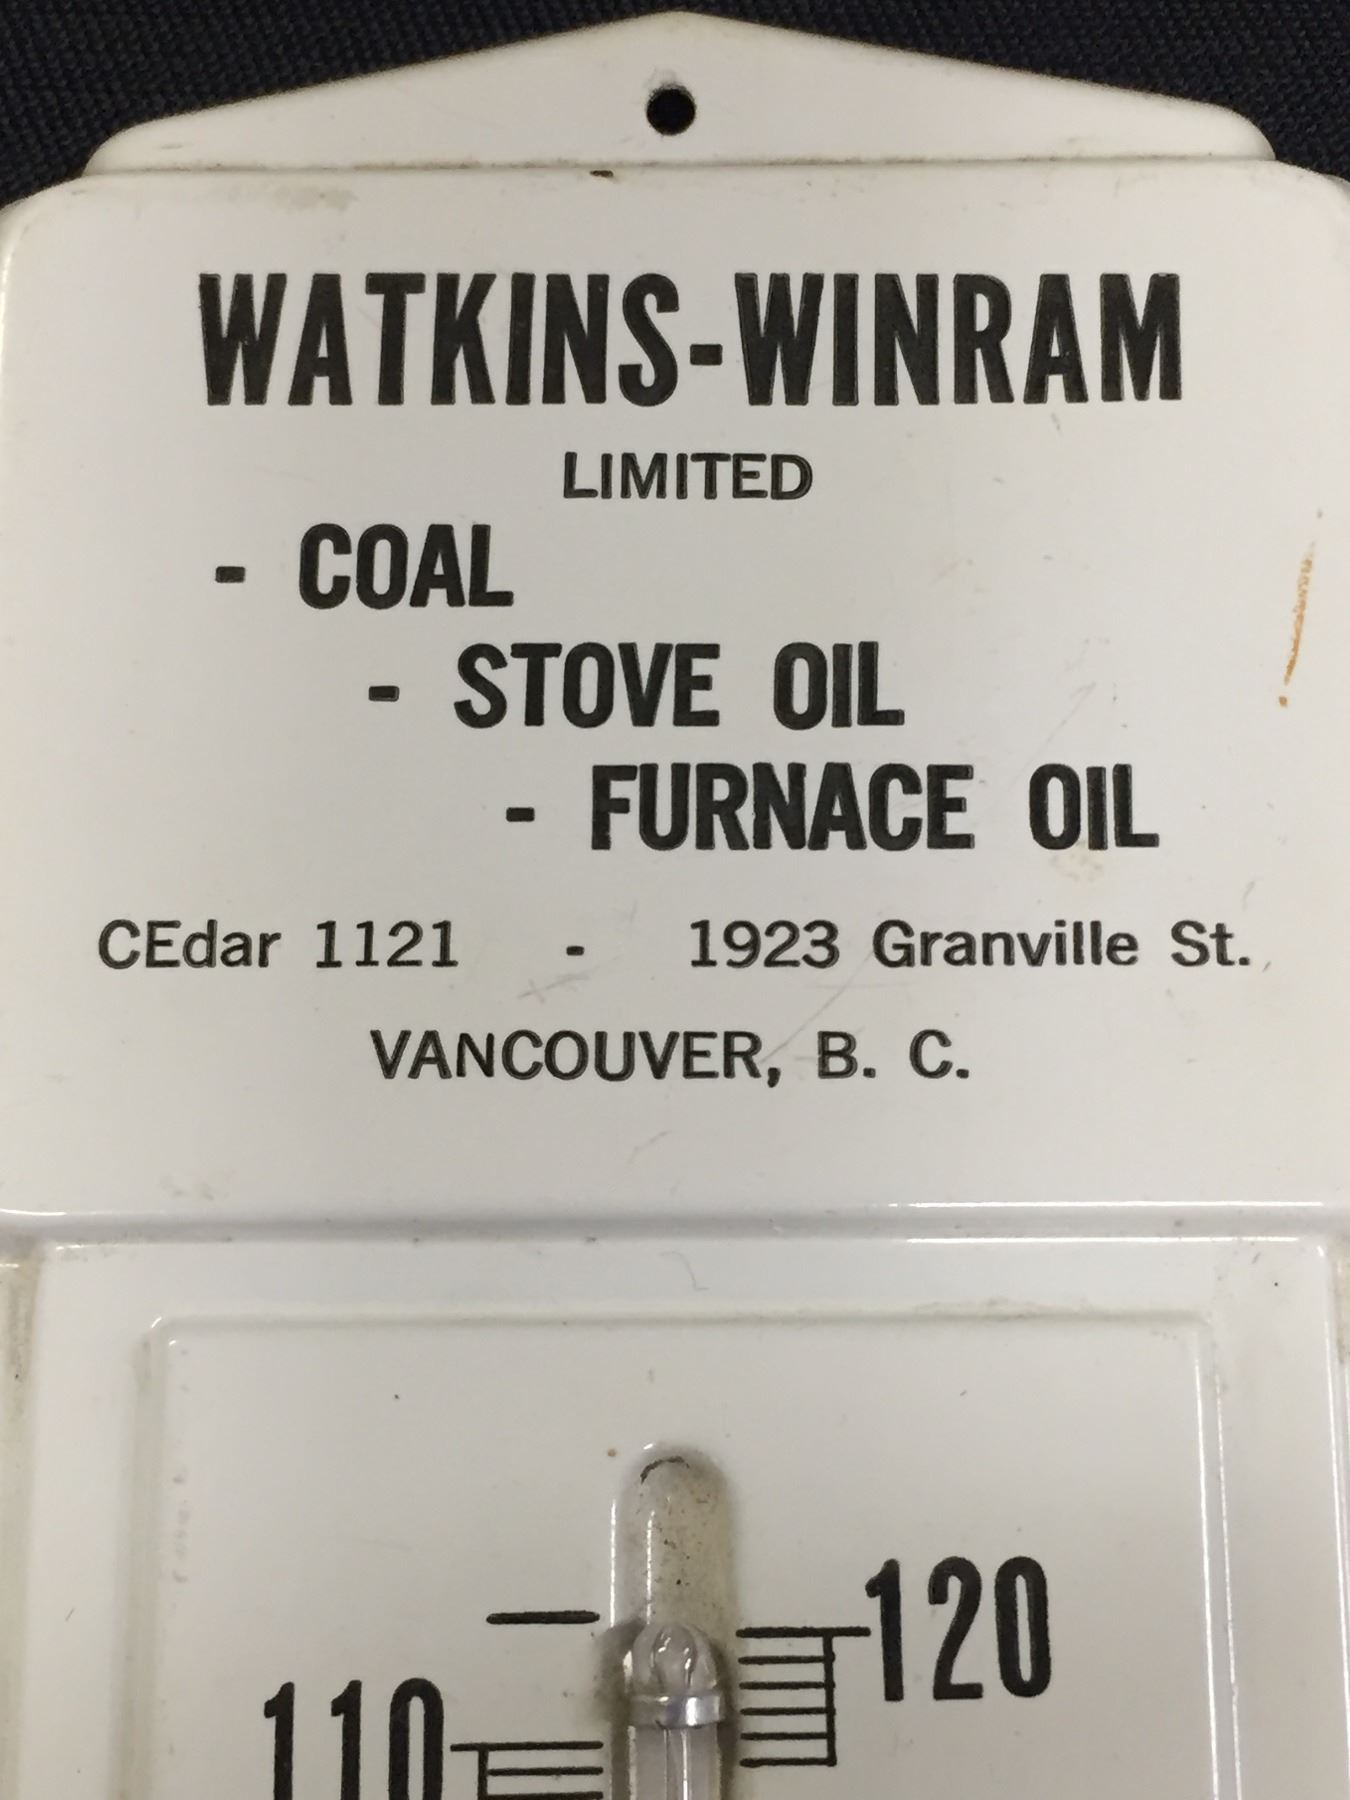 WATKINS-WINRAM
LIMITED
- COAL
- STOVE OIL
- FURNACE OIL
CEdar 1121 - 1923 Granville St.
VANCOUVER, B. C.
120
110